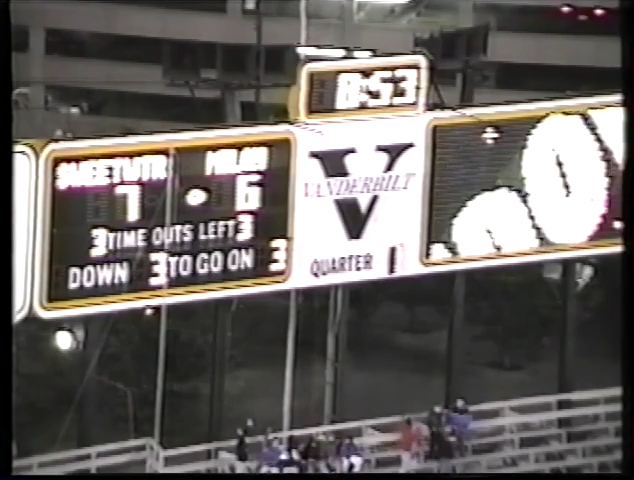 8:53
SWEETWTR MILAN
7 6
3 TIME OUTS LEFT 3
DOWN 3 TO GO ON 3
V
VANDERBILT
QUARTER 1